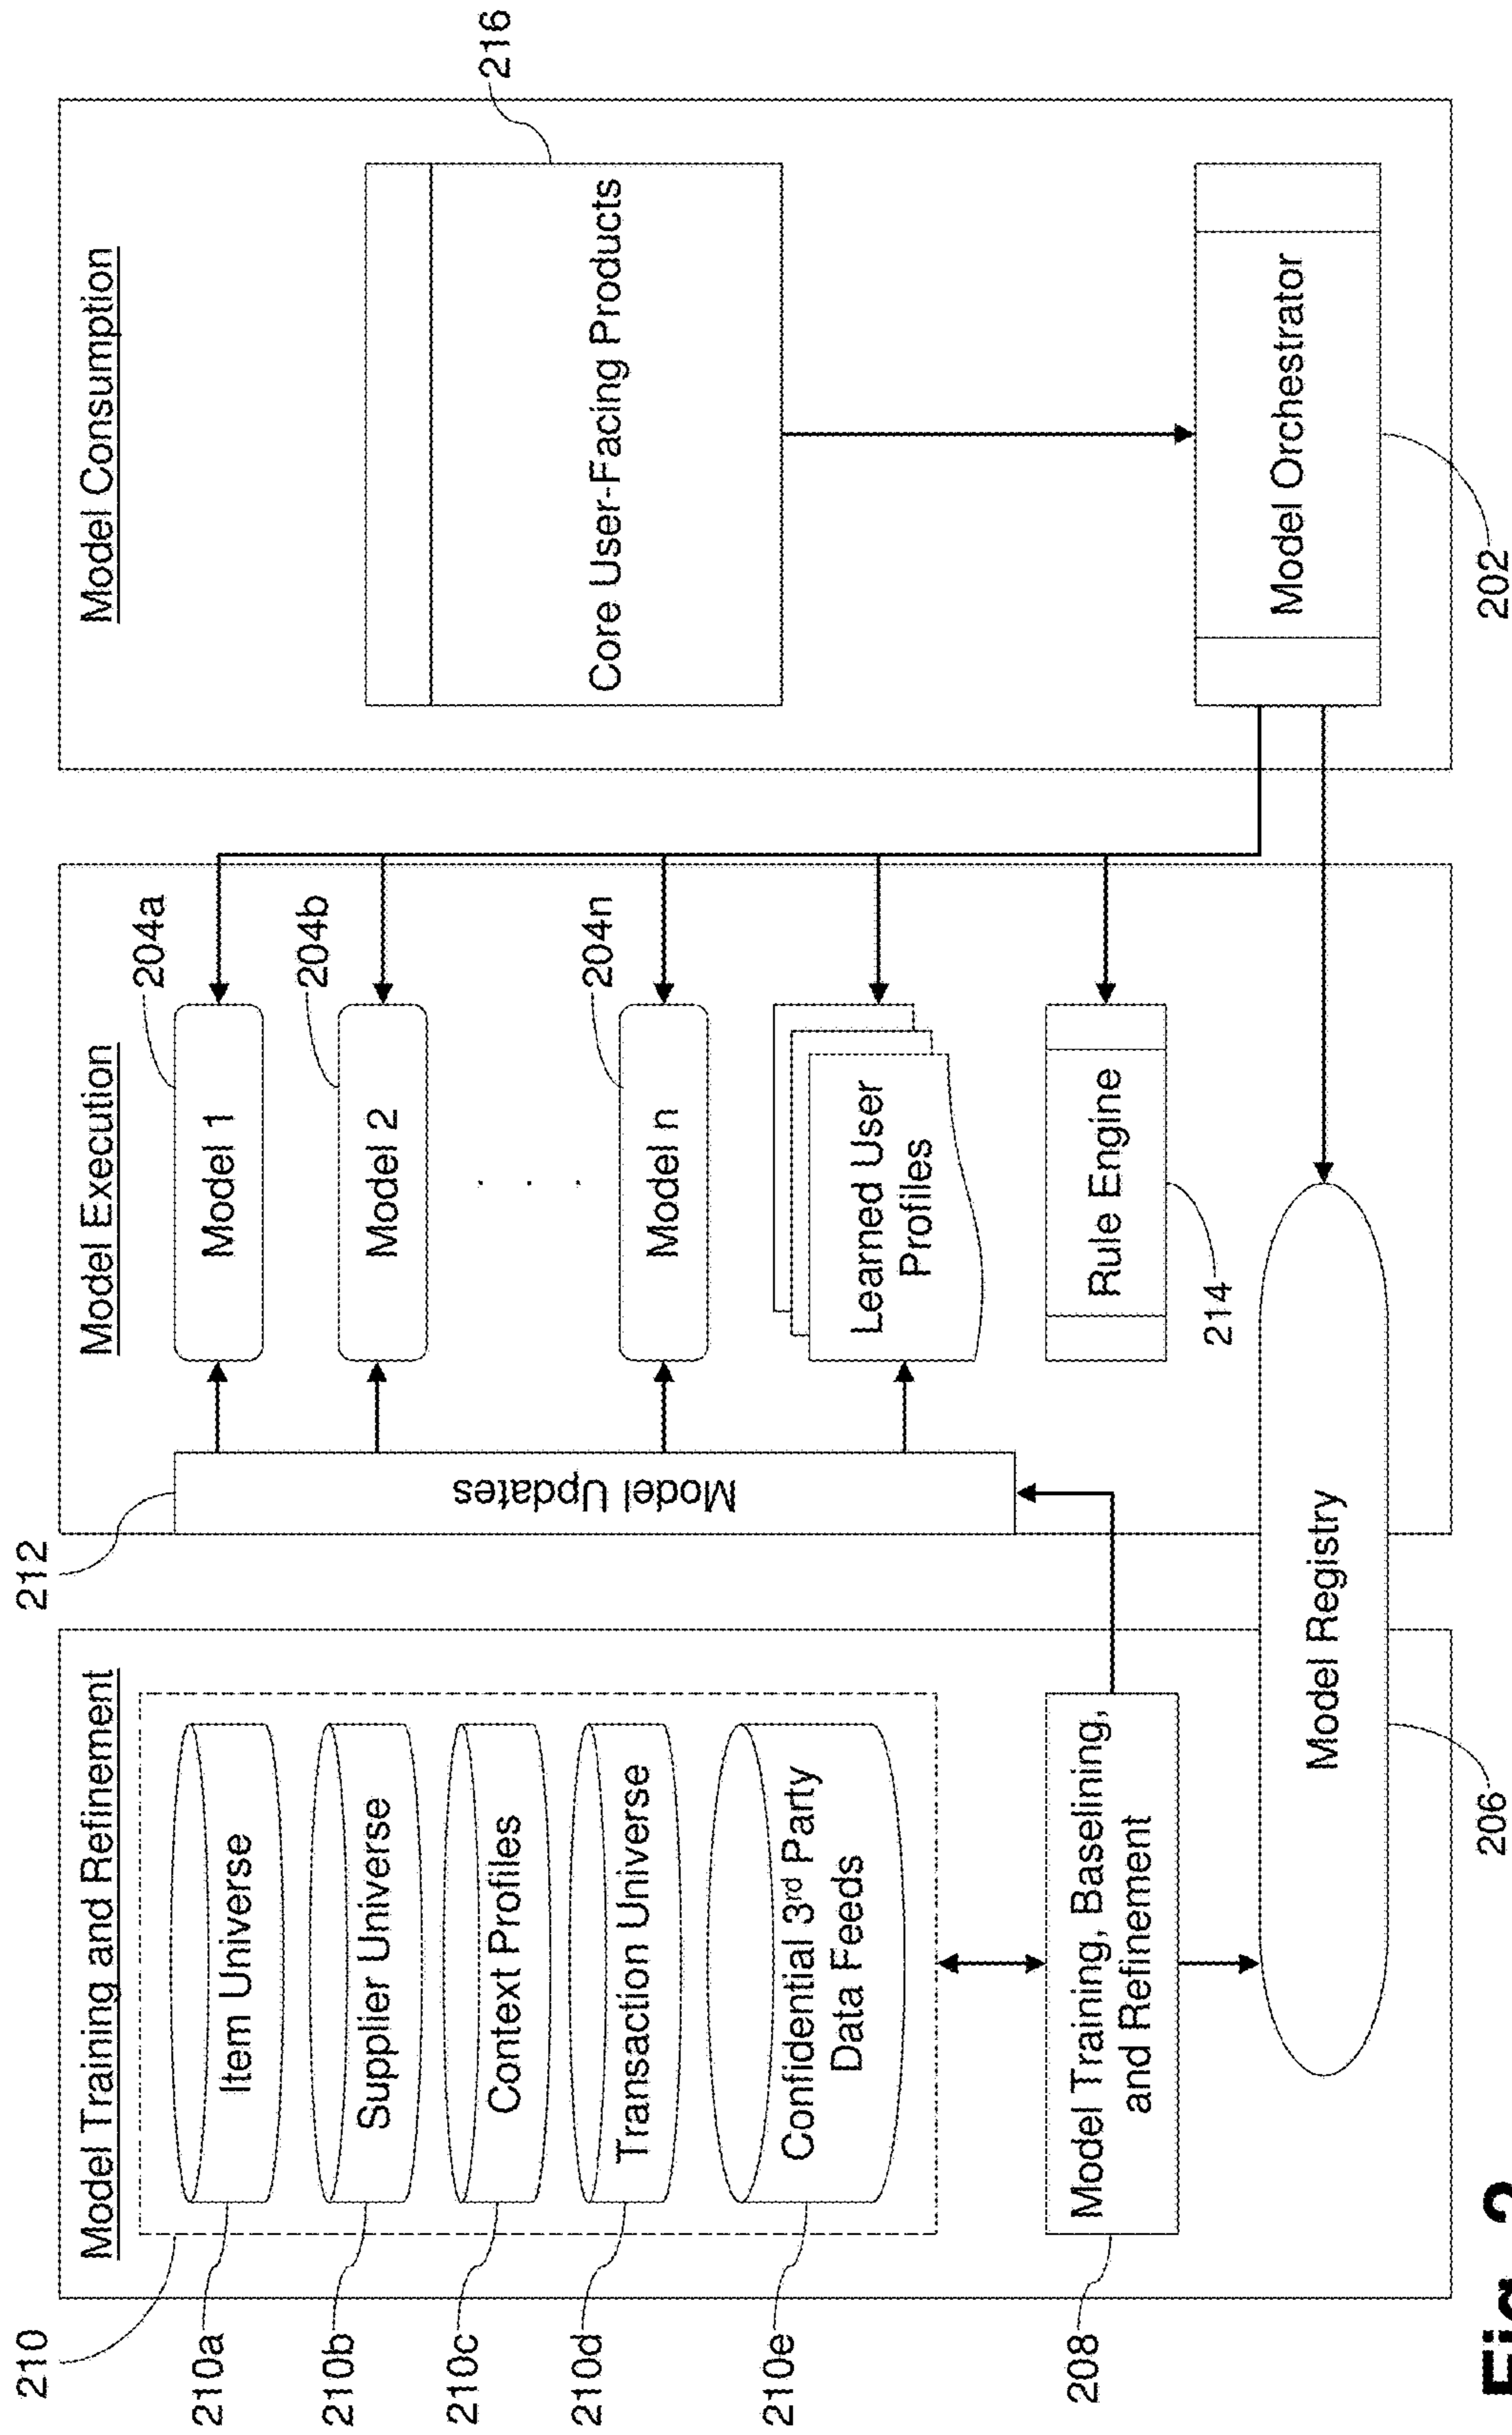 Model Training and Refinement
210
210a
Item Universe
210b
Supplier Universe
210c
Context Profiles
210d
Transaction Universe
210e
Confidential 3rd Party
Data Feeds
208
Model Training, Baselining,
and Refinement
Model Registry
206
Model Execution
212
Model Updates
204a
Model 1
204b
Model 2
. . .
204n
Model n
Learned User
Profiles
Rule Engine
214
Model Consumption
216
Core User-Facing Products
Model Orchestrator
202